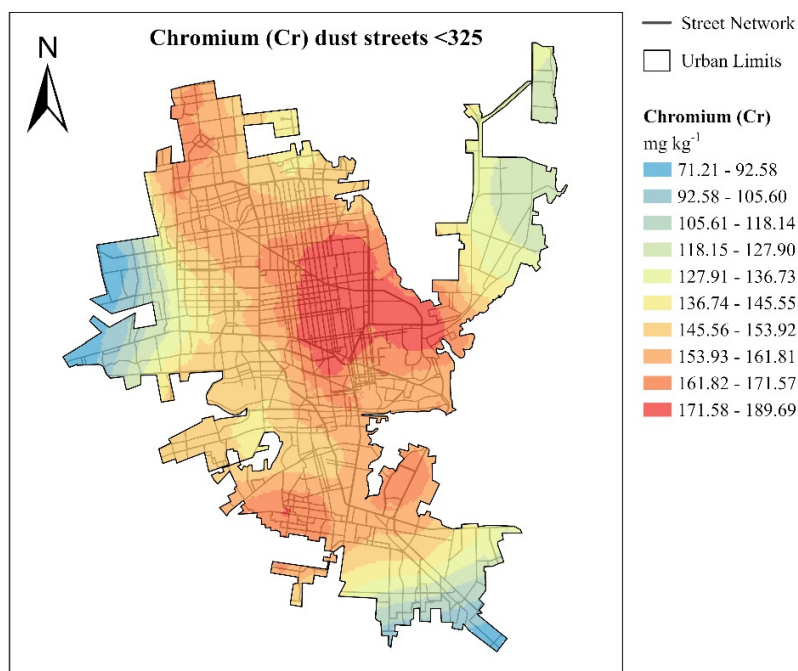 Chromium (Cr) dust streets <325
N
Street Network
Urban Limits
Chromium (Cr)
mg kg⁻¹
71.21 - 92.58
92.58 - 105.60
105.61 - 118.14
118.15 - 127.90
127.91 - 136.73
136.74 - 145.55
145.56 - 153.92
153.93 - 161.81
161.82 - 171.57
171.58 - 189.69